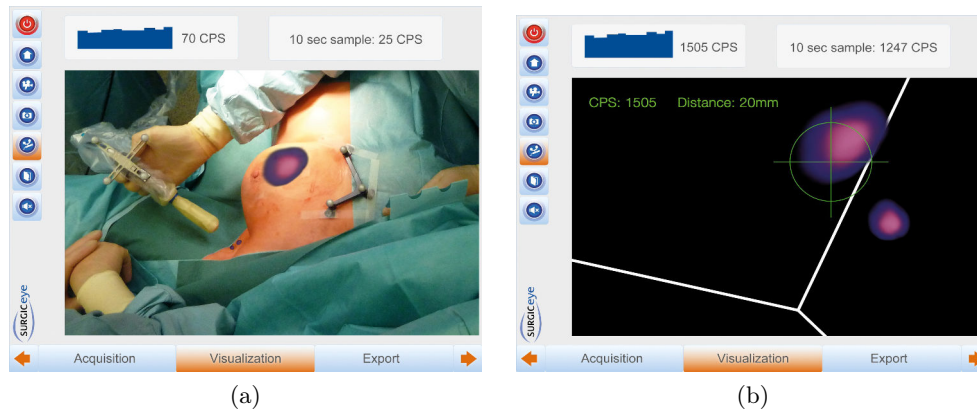 70 CPS
10 sec sample: 25 CPS
SURGICeye
Acquisition
Visualization
Export
(a)
1505 CPS
10 sec sample: 1247 CPS
CPS: 1505 Distance: 20mm
SURGICeye
Acquisition
Visualization
Export
(b)